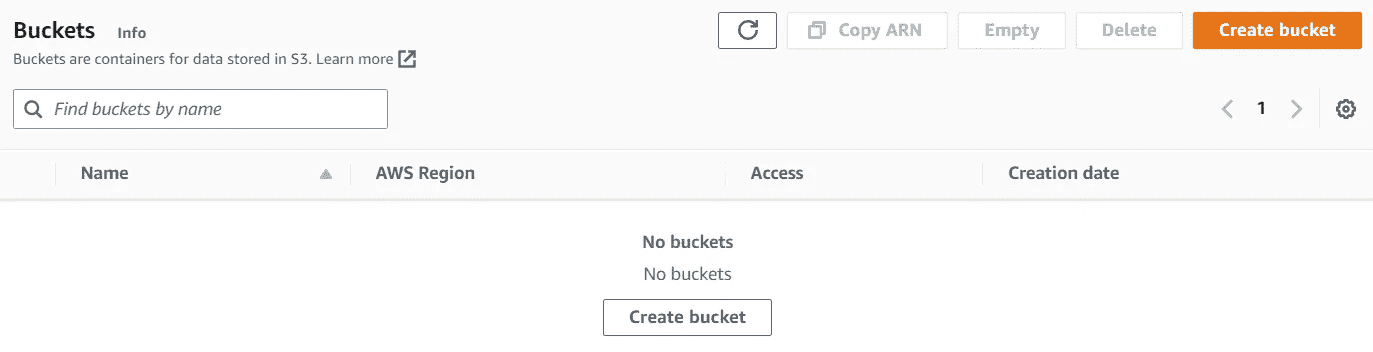 Buckets Info
Copy ARN Empty Delete Create bucket
Buckets are containers for data stored in S3. Learn more
Find buckets by name
1
Name AWS Region Access Creation date
No buckets
No buckets
Create bucket